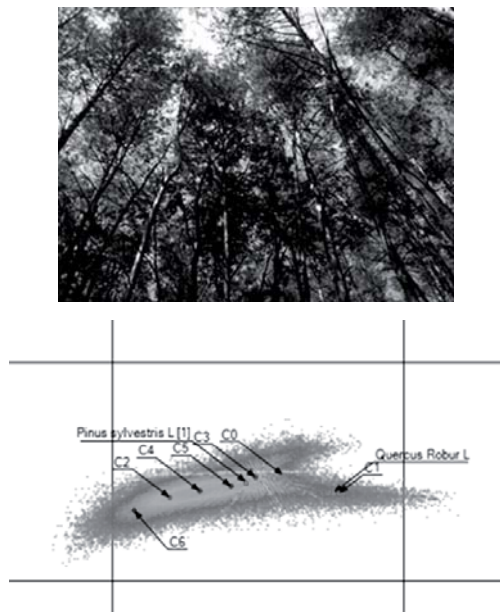 Pinus sylvestris L [1]
C3
C0
C5
C4
C2
Quercus Robur L
C1
C6